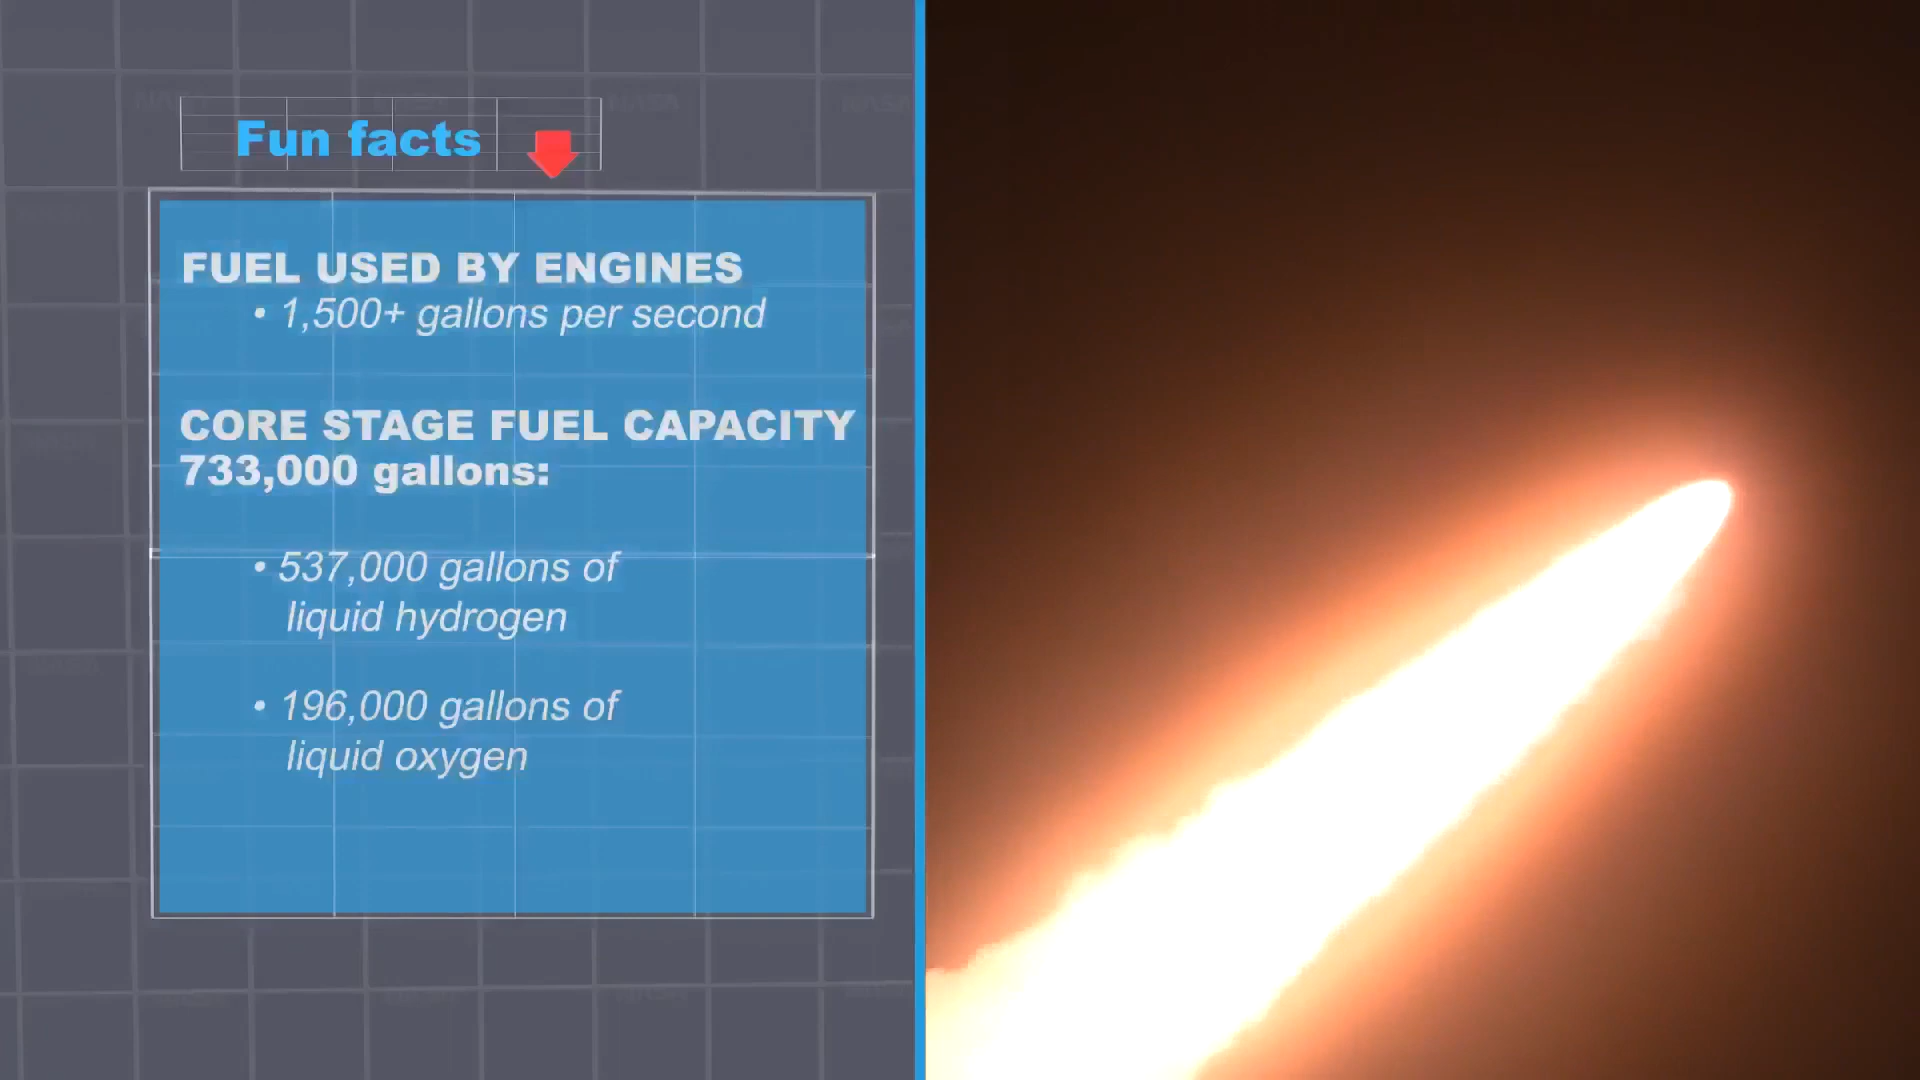 Fun facts
FUEL USED BY ENGINES
• 1,500+ gallons per second
CORE STAGE FUEL CAPACITY
733,000 gallons:
• 537,000 gallons of
liquid hydrogen
• 196,000 gallons of
liquid oxygen